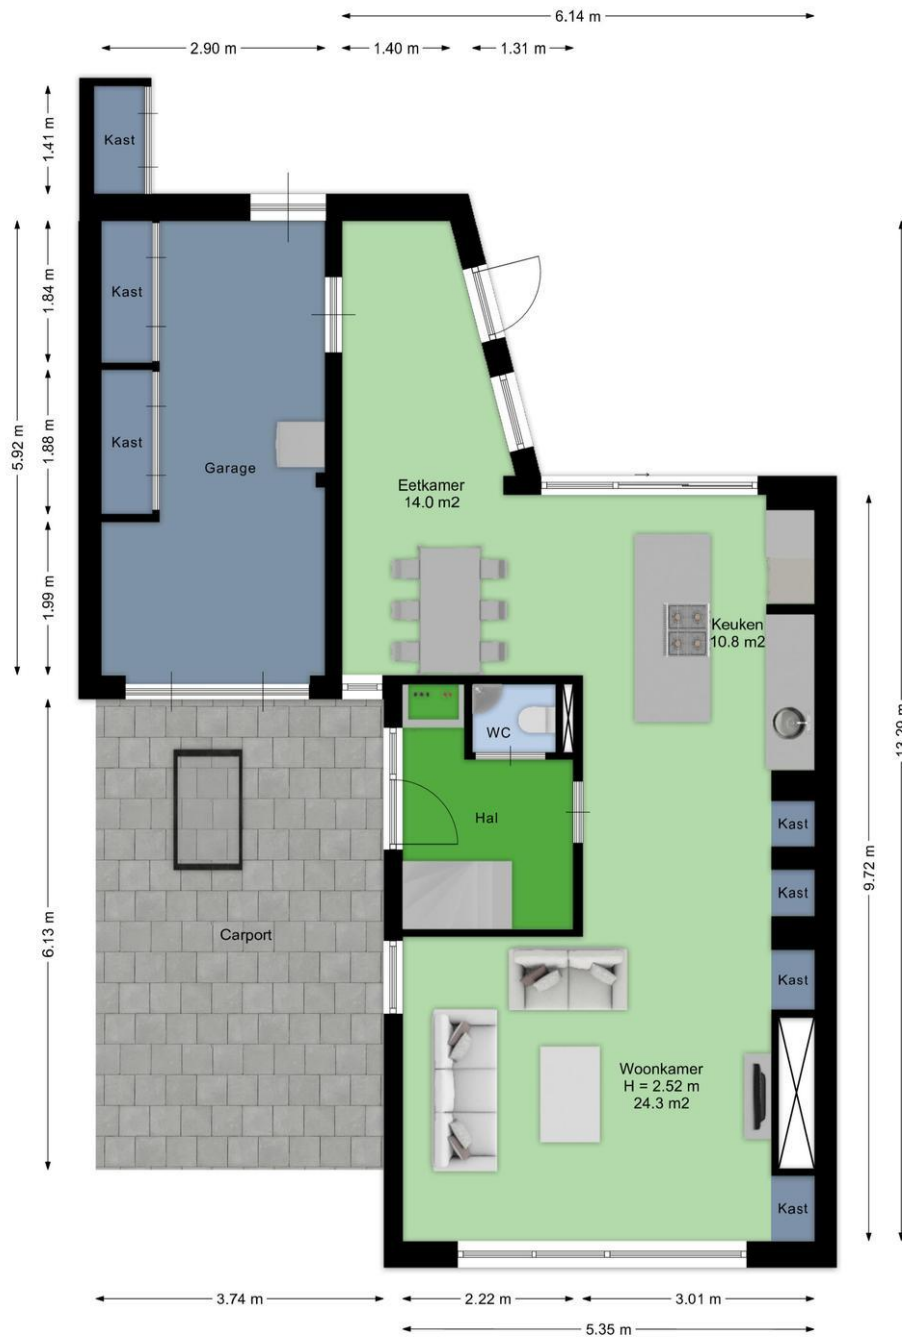 6.14 m
2.90 m
1.40 m
1.31 m
1.41 m
Kast
1.84 m
Kast
5.92 m
1.88 m
Kast
Garage
Eetkamer
14.0 m2
1.99 m
Keuken
10.8 m2
13.29 m
WC
Hal
Kast
9.72 m
Kast
6.13 m
Carport
Kast
Woonkamer
H = 2.52 m
24.3 m2
Kast
3.74 m
2.22 m
3.01 m
5.35 m